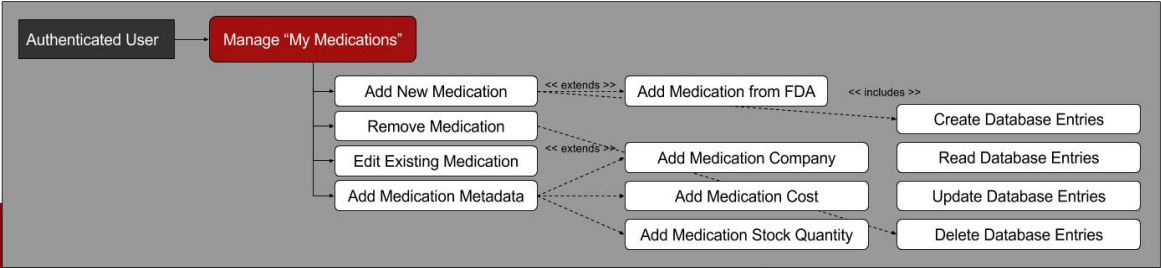 Authenticated User
Manage “My Medications”
Add New Medication
<< extends >>
Add Medication from FDA
<< includes >>
Create Database Entries
Remove Medication
<< extends >>
Edit Existing Medication
Add Medication Company
Read Database Entries
Add Medication Metadata
Add Medication Cost
Update Database Entries
Add Medication Stock Quantity
Delete Database Entries